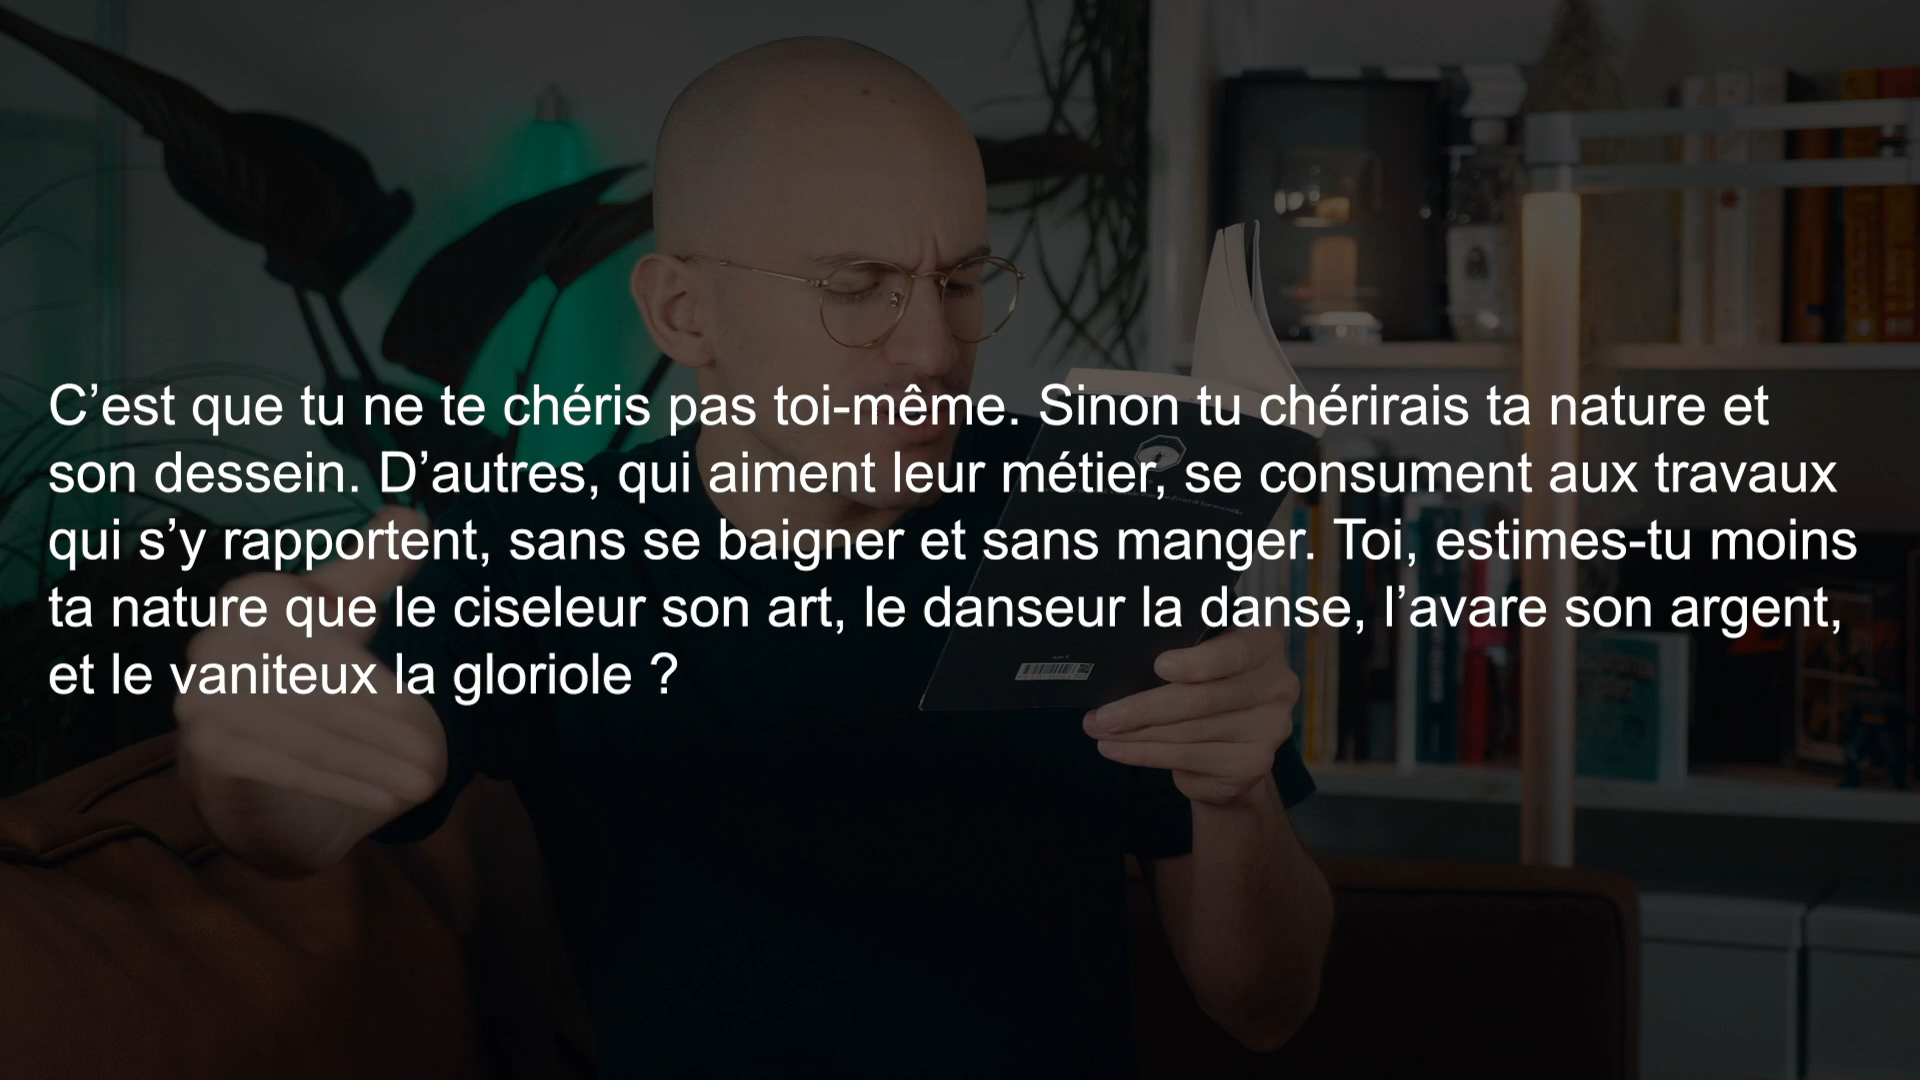 C’est que tu ne te chéris pas toi-même. Sinon tu chérirais ta nature et
son dessein. D’autres, qui aiment leur métier, se consument aux travaux
qui s’y rapportent, sans se baigner et sans manger. Toi, estimes-tu moins
ta nature que le ciseleur son art, le danseur la danse, l’avare son argent,
et le vaniteux la gloriole ?